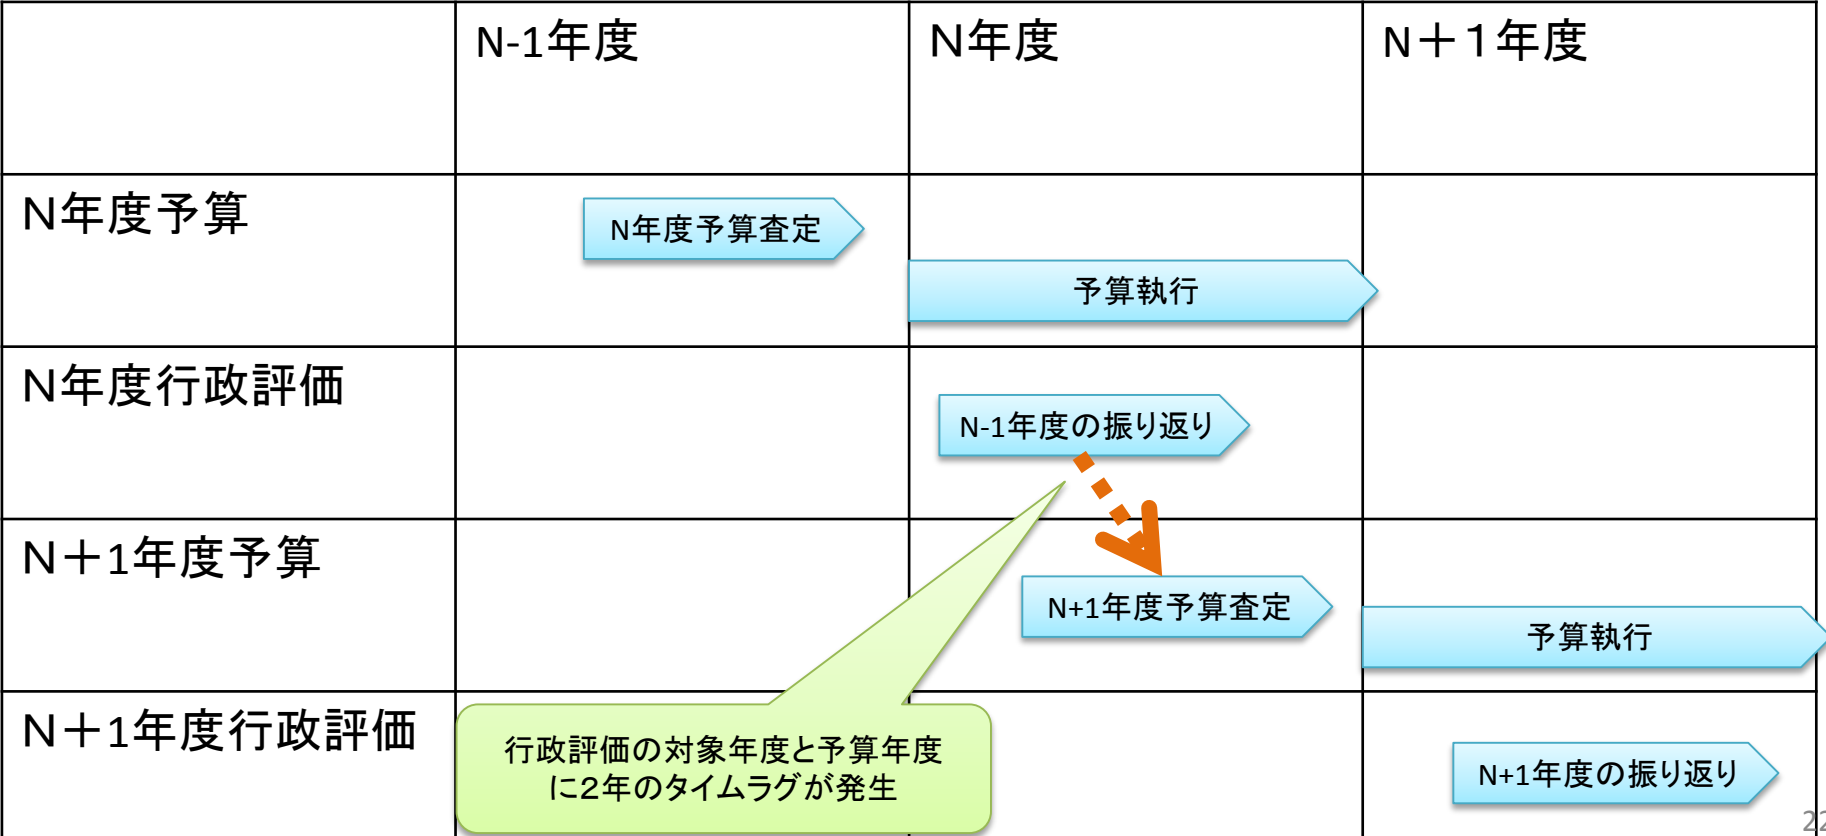 N-1年度
Ｎ年度
N＋１年度
Ｎ年度予算
N年度予算査定
予算執行
Ｎ年度行政評価
N-1年度の振り返り
Ｎ＋1年度予算
N+1年度予算査定
予算執行
Ｎ＋1年度行政評価
行政評価の対象年度と予算年度
に２年のタイムラグが発生
N+1年度の振り返り
22